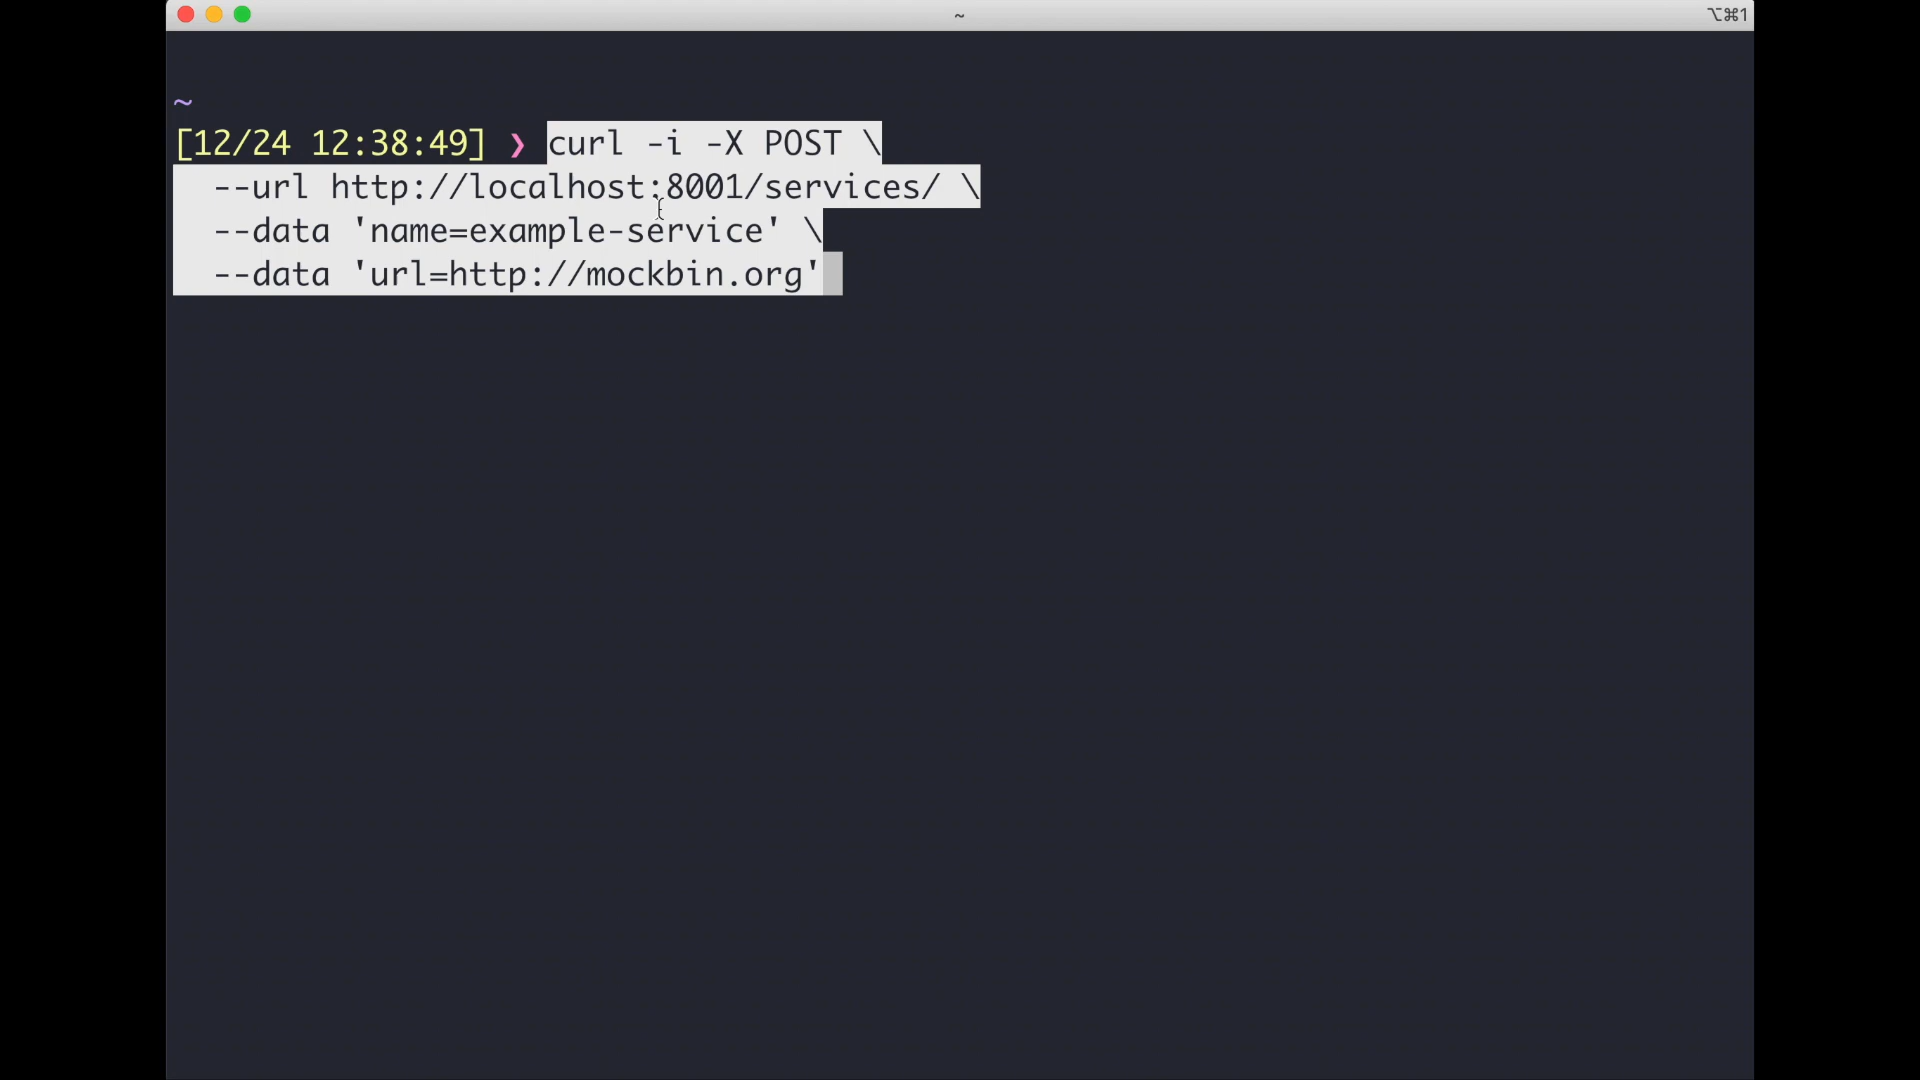 ~
⌥⌘1
~
[12/24 12:38:49] ❯ curl -i -X POST \
--url http://localhost:8001/services/ \
--data 'name=example-service' \
--data 'url=http://mockbin.org'